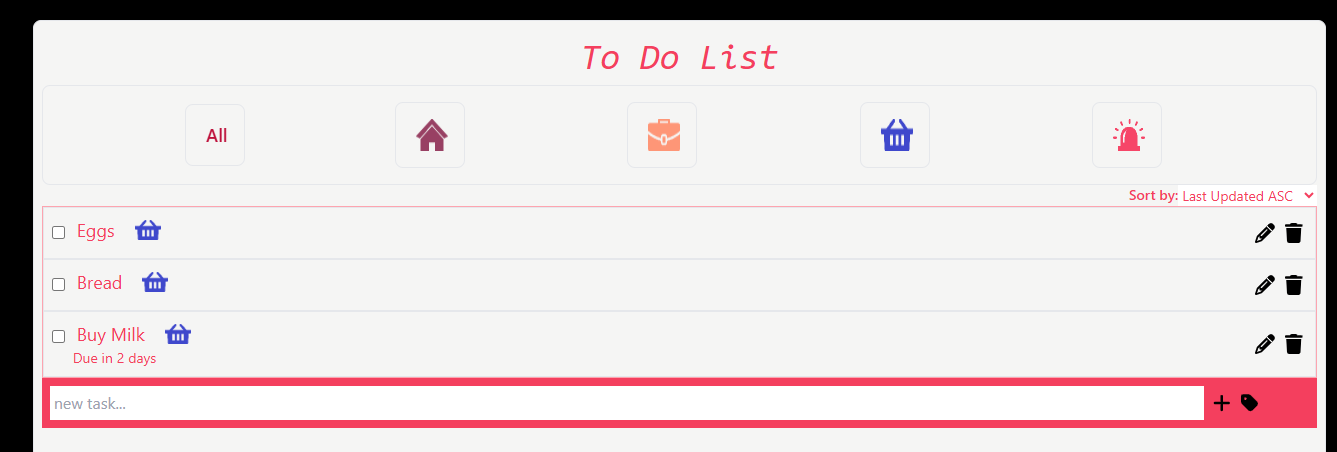 To Do List
All
Sort by: Last Updated ASC
Eggs
Bread
Buy Milk
Due in 2 days
new task...